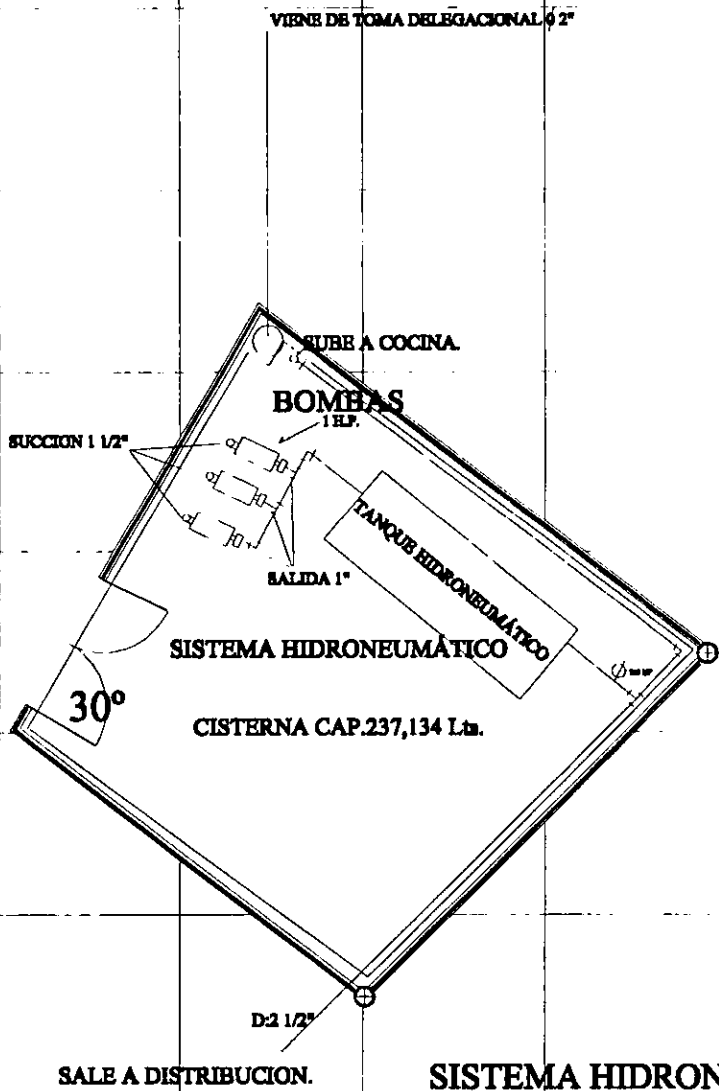 VIENE DE TOMA DELEGACIONAL ϕ 2"
SUBE A COCINA.
BOMBAS
1 H.P.
SUCCION 1 1/2"
TANQUE HIDRONEUMÁTICO
SALIDA 1"
SISTEMA HIDRONEUMÁTICO
30°
CISTERNA CAP.237,134 Lts.
D:2 1/2"
SALE A DISTRIBUCION.
SISTEMA HIDRON